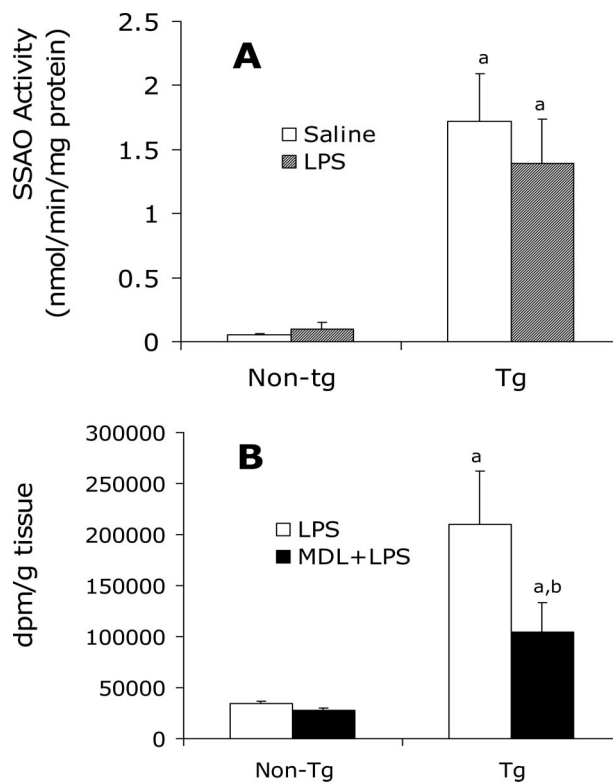 A
SSAO Activity
(nmol/min/mg protein)
2.5
2
1.5
1
0.5
0
Saline
LPS
a
a
Non-tg
Tg
B
dpm/g tissue
300000
250000
200000
150000
100000
50000
0
LPS
MDL+LPS
a
a,b
Non-Tg
Tg